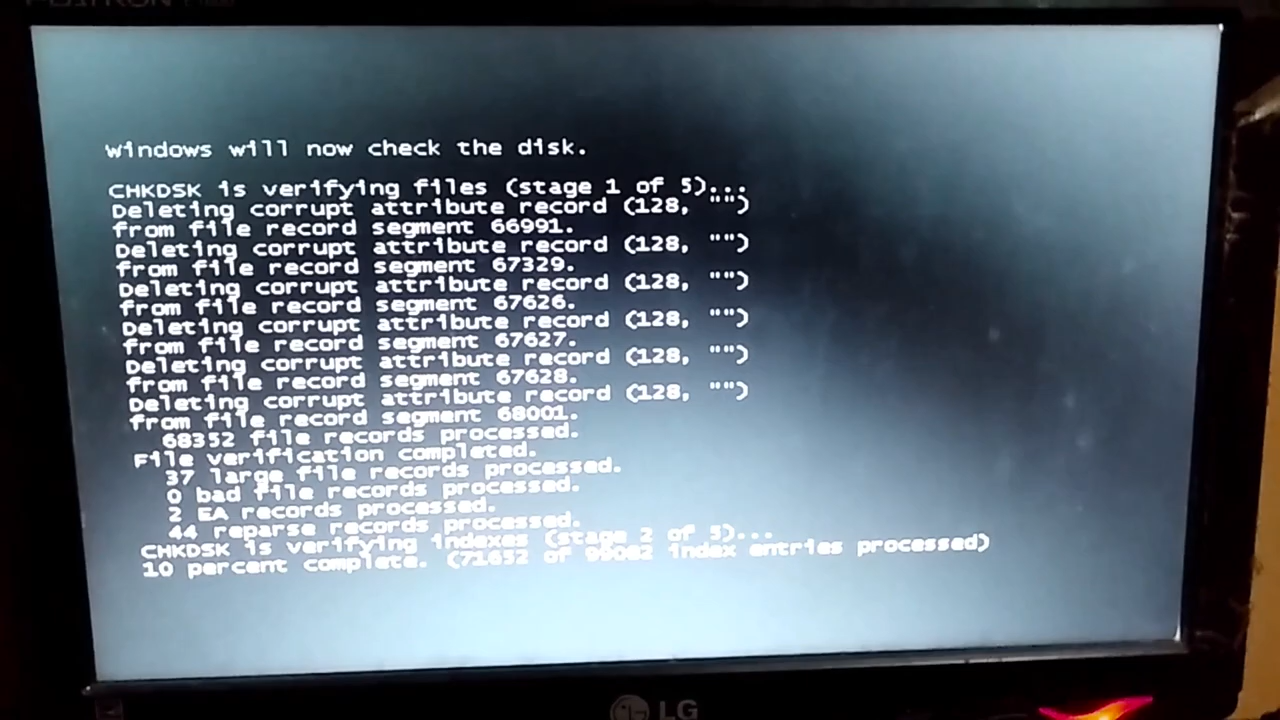 Windows will now check the disk.
CHKDSK is verifying files (stage 1 of 5)...
Deleting corrupt attribute record (128, "")
from file record segment 66991.
Deleting corrupt attribute record (128, "")
from file record segment 67329.
Deleting corrupt attribute record (128, "")
from file record segment 67626.
Deleting corrupt attribute record (128, "")
from file record segment 67627.
Deleting corrupt attribute record (128, "")
from file record segment 67628.
Deleting corrupt attribute record (128, "")
from file record segment 68001.
68352 file records processed.
File verification completed.
37 large file records processed.
0 bad file records processed.
2 EA records processed.
44 reparse records processed.
CHKDSK is verifying indexes (stage 2 of 5)...
10 percent complete. (71652 of 99082 index entries processed)
LG